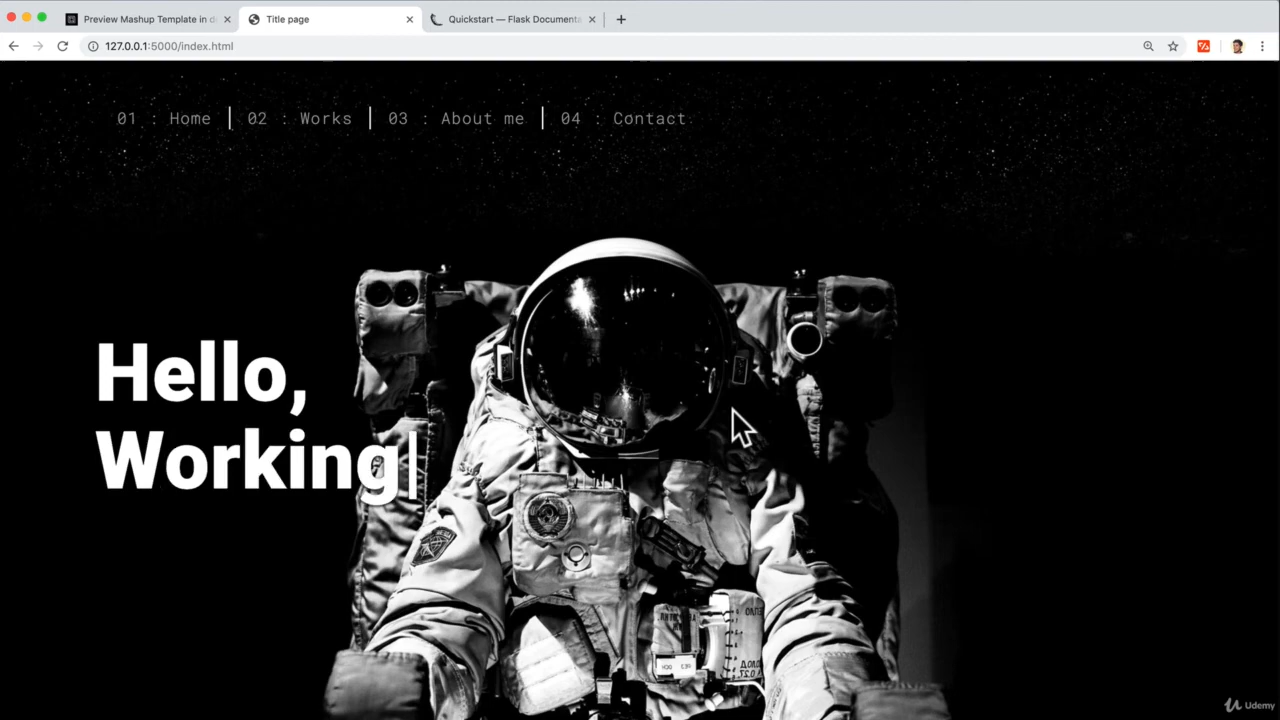 Preview Mashup Template in d
Title page
Quickstart — Flask Documenta
127.0.0.1:5000/index.html
01 : Home
02 : Works
03 : About me
04 : Contact
Hello,
Working|
Udemy